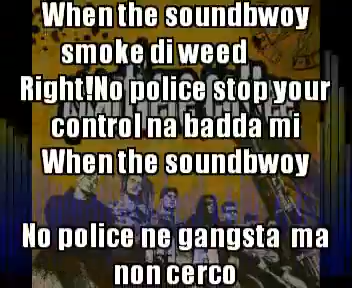 When the soundbwoy
smoke di weed
Right!No police stop your
control na badda mi
When the soundbwoy
No police ne gangsta ma
non cerco